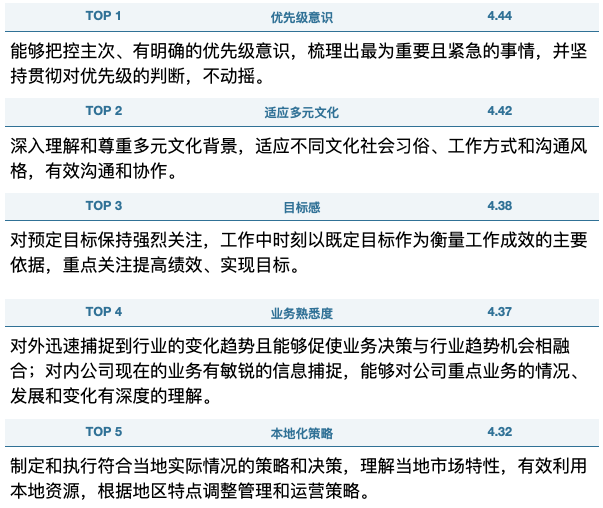 TOP 1 优先级意识 4.44
能够把控主次、有明确的优先级意识，梳理出最为重要且紧急的事情，并坚
持贯彻对优先级的判断，不动摇。
TOP 2 适应多元文化 4.42
深入理解和尊重多元文化背景，适应不同文化社会习俗、工作方式和沟通风
格，有效沟通和协作。
TOP 3 目标感 4.38
对预定目标保持强烈关注，工作中时刻以既定目标作为衡量工作成效的主要
依据，重点关注提高绩效、实现目标。
TOP 4 业务熟悉度 4.37
对外迅速捕捉到行业的变化趋势且能够促使业务决策与行业趋势机会相融
合；对内公司现在的业务有敏锐的信息捕捉，能够对公司重点业务的情况、
发展和变化有深度的理解。
TOP 5 本地化策略 4.32
制定和执行符合当地实际情况的策略和决策，理解当地市场特性，有效利用
本地资源，根据地区特点调整管理和运营策略。